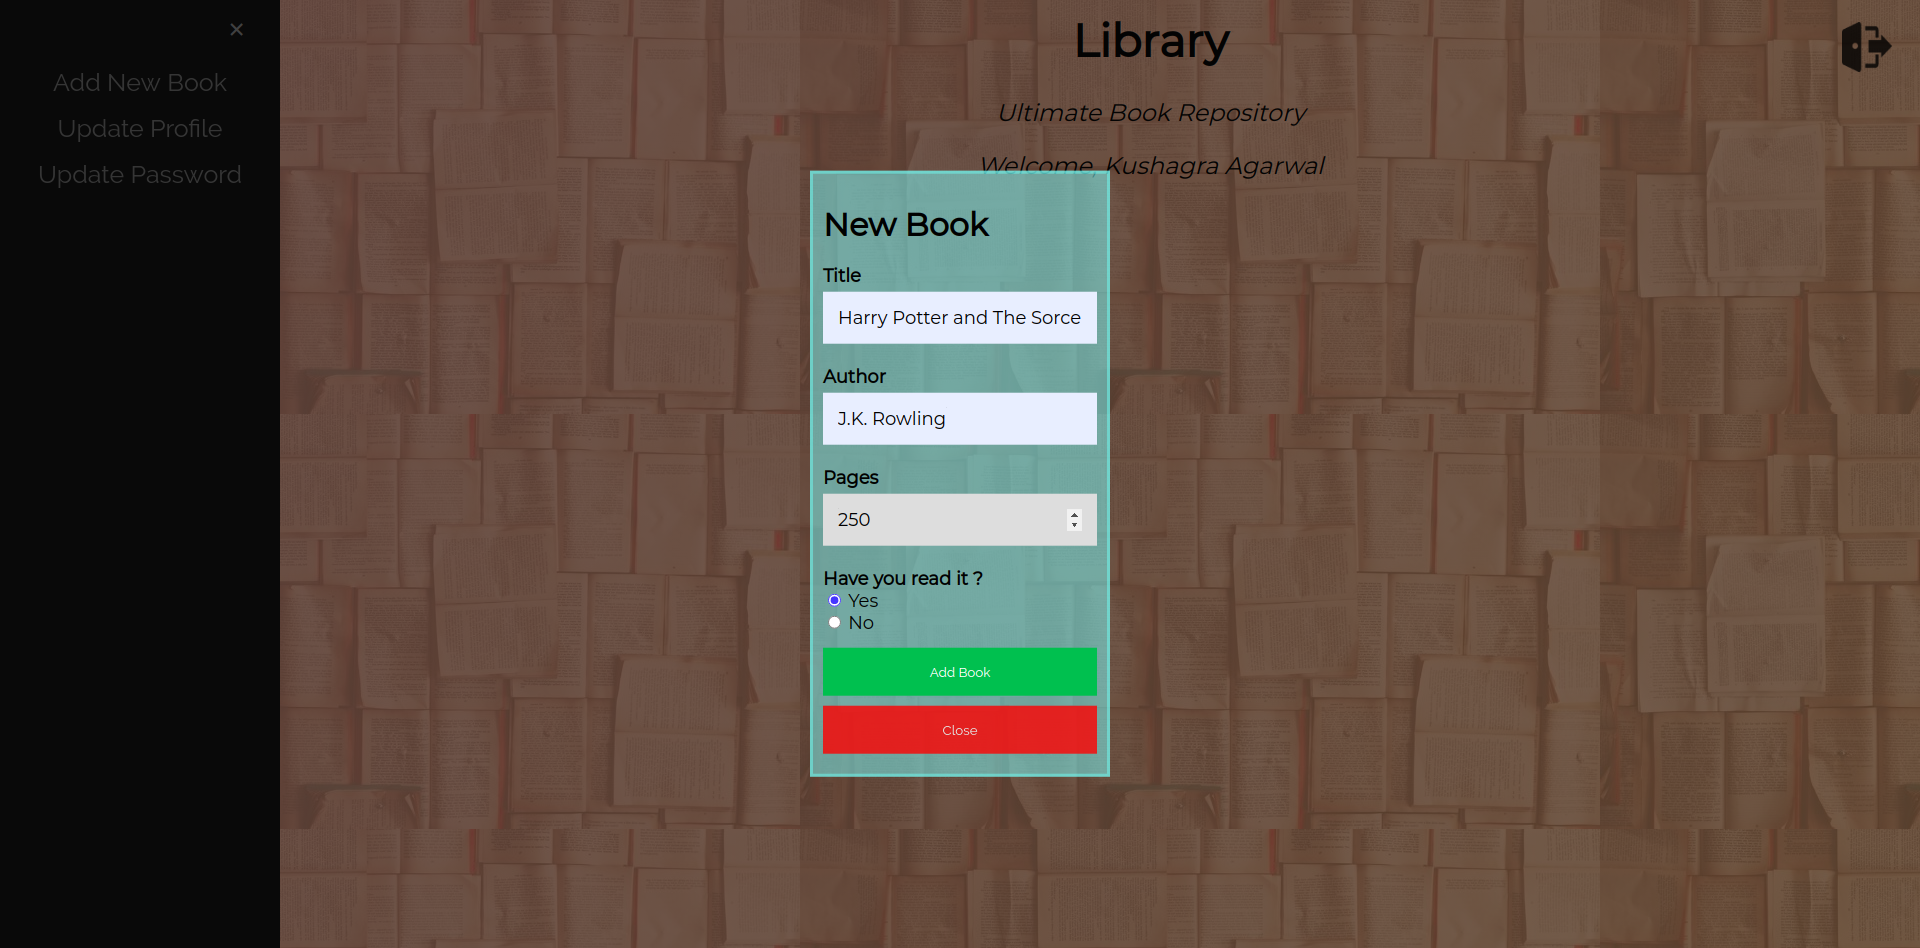 ×
Add New Book
Update Profile
Update Password
Library
Ultimate Book Repository
Welcome, Kushagra Agarwal
New Book
Title
Harry Potter and The Sorce
Author
J.K. Rowling
Pages
250
Have you read it ?
Yes
No
Add Book
Close